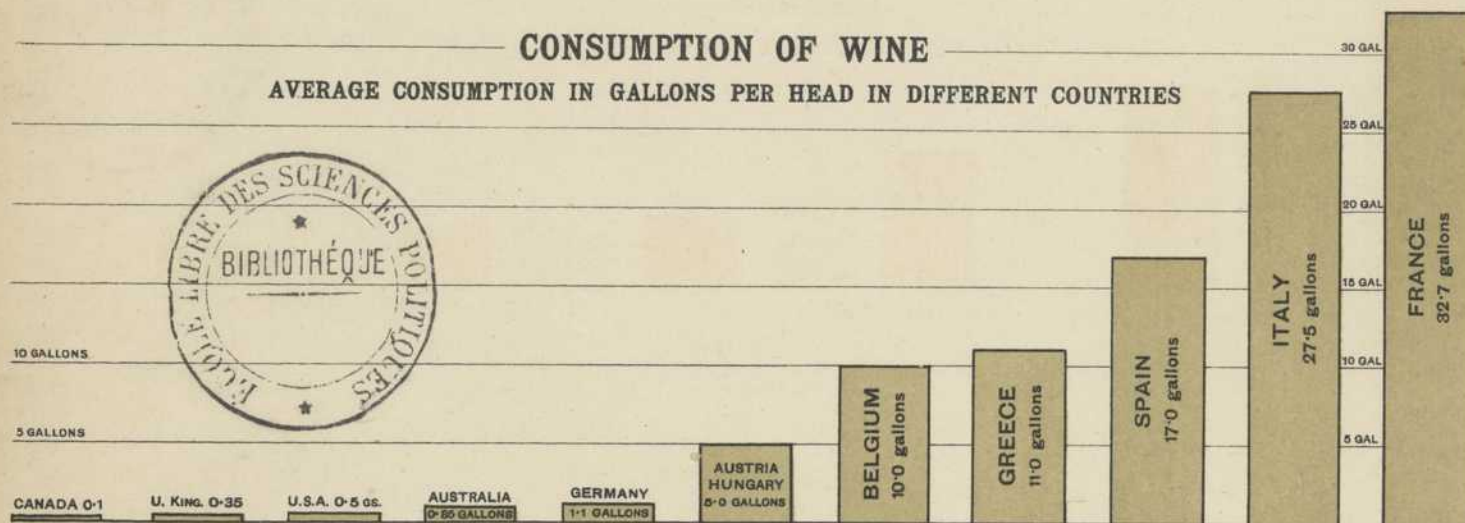 CONSUMPTION OF WINE
AVERAGE CONSUMPTION IN GALLONS PER HEAD IN DIFFERENT COUNTRIES
30 GAL
25 GAL
20 GAL
15 GAL
10 GAL
5 GAL
10 GALLONS
5 GALLONS
ÉCOLE LIBRE DES SCIENCES POLITIQUES
BIBLIOTHÉQUE
CANADA 0·1
U. KING. 0·35
U.S.A. 0·5 GS.
AUSTRALIA
0·85 GALLONS
GERMANY
1·1 GALLONS
AUSTRIA
HUNGARY
5·0 GALLONS
BELGIUM
10·0 gallons
GREECE
11·0 gallons
SPAIN
17·0 gallons
ITALY
27·5 gallons
FRANCE
32·7 gallons